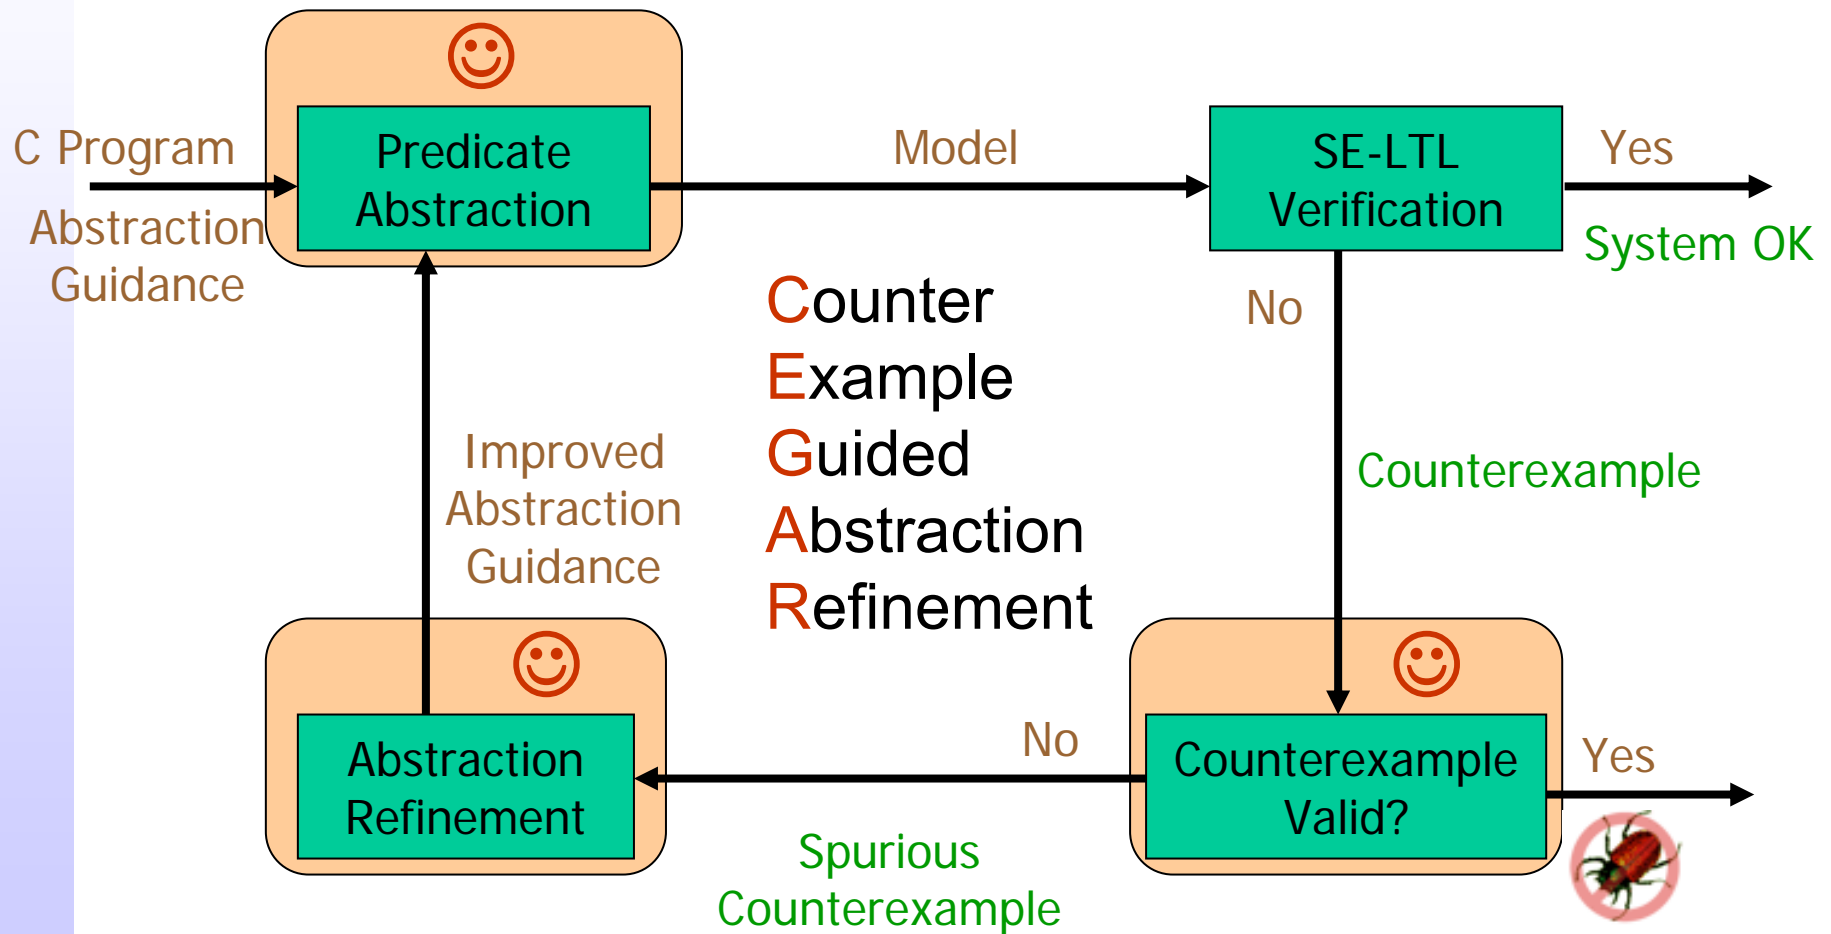 C Program
Abstraction
Guidance
Predicate
Abstraction
Model
SE-LTL
Verification
Yes
System OK
No
Counter
Example
Guided
Abstraction
Refinement
Counterexample
Improved
Abstraction
Guidance
Abstraction
Refinement
No
Spurious
Counterexample
Counterexample
Valid?
Yes